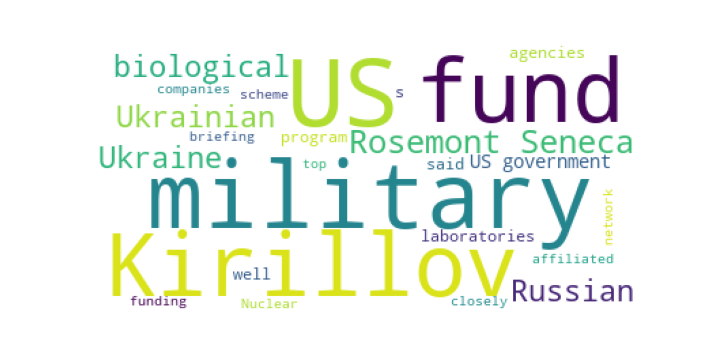 agencies
biological US fund
companies
scheme s
Ukrainian
briefing program Rosemont Seneca
Ukraine top said US government
military
network
Kirillov laboratories
affiliated
well
Russian
funding Nuclear closely